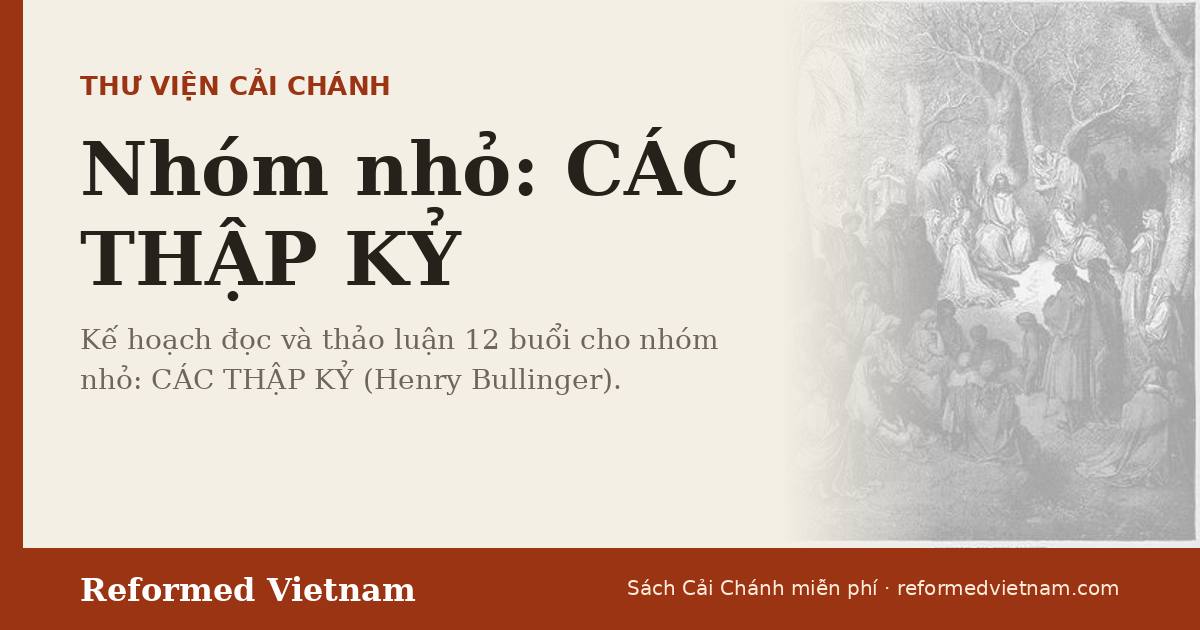 THƯ VIỆN CẢI CHÁNH
Nhóm nhỏ: CÁC
THẬP KỶ
Kế hoạch đọc và thảo luận 12 buổi cho nhóm
nhỏ: CÁC THẬP KỶ (Henry Bullinger).
Reformed Vietnam
Sách Cải Chánh miễn phí · reformedvietnam.com